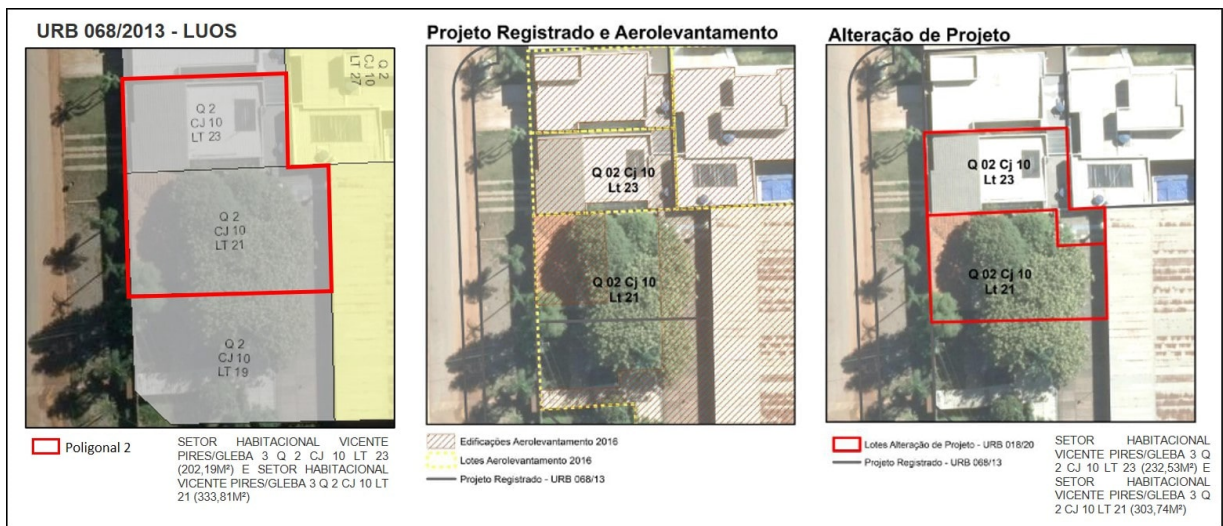 URB 068/2013 - LUOS
Q 2
CJ 10
LT 27
Q 2
CJ 10
LT 23
Q 2
CJ 10
LT 21
Q 2
CJ 10
LT 19
Poligonal 2
SETOR HABITACIONAL VICENTE
PIRES/GLEBA 3 Q 2 CJ 10 LT 23
(202,19M²) E SETOR HABITACIONAL
VICENTE PIRES/GLEBA 3 Q 2 CJ 10 LT
21 (333,81M²)
Projeto Registrado e Aerolevantamento
Q 02 Cj 10
Lt 23
Q 02 Cj 10
Lt 21
Edificações Aerolevantamento 2016
Lotes Aerolevantamento 2016
Projeto Registrado - URB 068/13
Alteração de Projeto
Q 02 Cj 10
Lt 23
Q 02 Cj 10
Lt 21
Lotes Alteração de Projeto - URB 018/20
Projeto Registrado - URB 068/13
SETOR HABITACIONAL
VICENTE PIRES/GLEBA 3 Q
2 CJ 10 LT 23 (232,53M²) E
SETOR HABITACIONAL
VICENTE PIRES/GLEBA 3 Q
2 CJ 10 LT 21 (303,74M²)